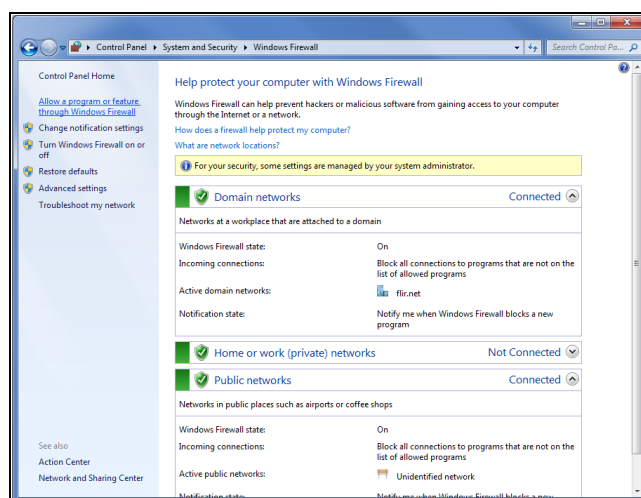 Control Panel ▸ System and Security ▸ Windows Firewall
Search Control Pa...
Control Panel Home
Allow a program or feature
through Windows Firewall
Change notification settings
Turn Windows Firewall on or
off
Restore defaults
Advanced settings
Troubleshoot my network
See also
Action Center
Network and Sharing Center
Help protect your computer with Windows Firewall
Windows Firewall can help prevent hackers or malicious software from gaining access to your computer
through the Internet or a network.
How does a firewall help protect my computer?
What are network locations?
For your security, some settings are managed by your system administrator.
Domain networks Connected
Networks at a workplace that are attached to a domain
Windows Firewall state: On
Incoming connections: Block all connections to programs that are not on the
list of allowed programs
Active domain networks: flir.net
Notification state: Notify me when Windows Firewall blocks a new
program
Home or work (private) networks Not Connected
Public networks Connected
Networks in public places such as airports or coffee shops
Windows Firewall state: On
Incoming connections: Block all connections to programs that are not on the
list of allowed programs
Active public networks: Unidentified network
Notification state: Notify me when Windows Firewall blocks a new